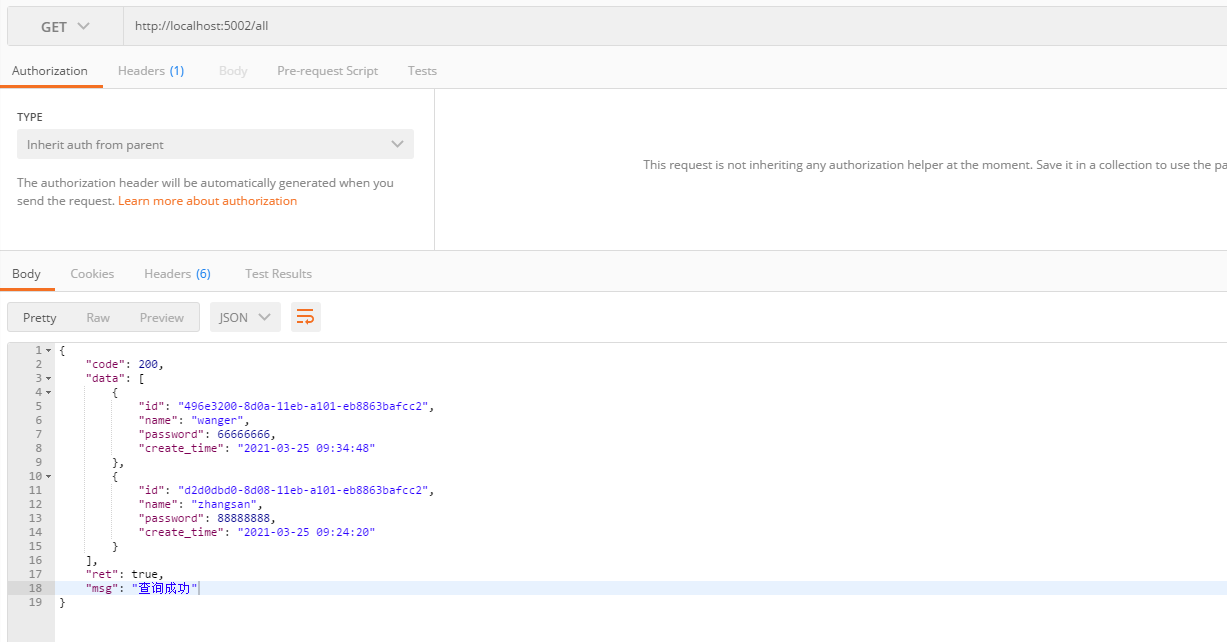 GET http://localhost:5002/all
Authorization Headers (1) Body Pre-request Script Tests
TYPE
Inherit auth from parent
The authorization header will be automatically generated when you
send the request. Learn more about authorization
This request is not inheriting any authorization helper at the moment. Save it in a collection to use the pa
Body Cookies Headers (6) Test Results
Pretty Raw Preview JSON
1 {
2 "code": 200,
3 "data": [
4 {
5 "id": "496e3200-8d0a-11eb-a101-eb8863bafcc2",
6 "name": "wanger",
7 "password": 66666666,
8 "create_time": "2021-03-25 09:34:48"
9 },
10 {
11 "id": "d2d0dbd0-8d08-11eb-a101-eb8863bafcc2",
12 "name": "zhangsan",
13 "password": 88888888,
14 "create_time": "2021-03-25 09:24:20"
15 }
16 ],
17 "ret": true,
18 "msg": "查询成功"
19 }